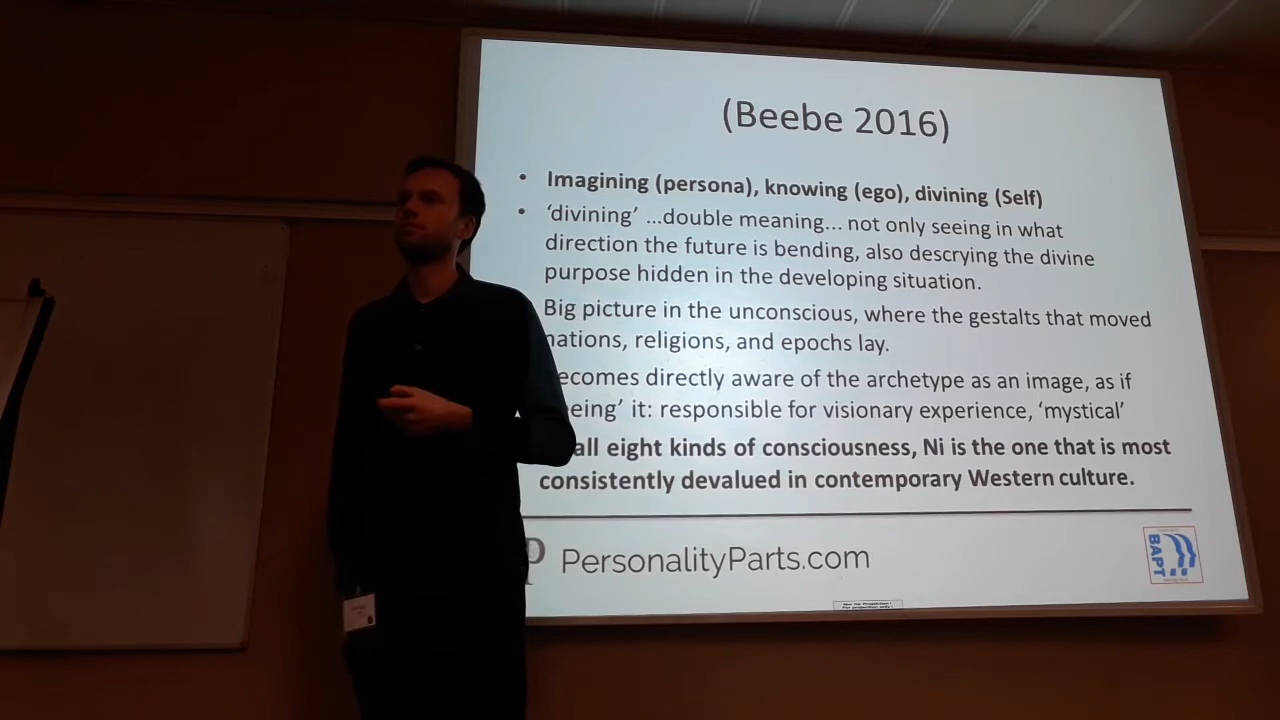 (Beebe 2016)
• Imagining (persona), knowing (ego), divining (Self)
• ‘divining’ ...double meaning... not only seeing in what
direction the future is bending, also descrying the divine
purpose hidden in the developing situation.
Big picture in the unconscious, where the gestalts that moved
nations, religions, and epochs lay.
ecomes directly aware of the archetype as an image, as if
eing’ it: responsible for visionary experience, ‘mystical’
all eight kinds of consciousness, Ni is the one that is most
consistently devalued in contemporary Western culture.
p PersonalityParts.com
BAPT